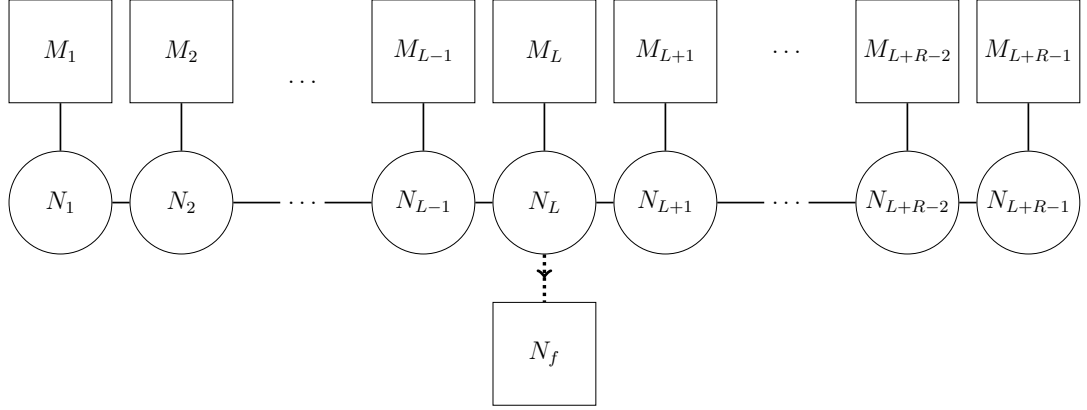 M_1 M_2 … M_{L−1} M_L M_{L+1} … M_{L+R−2} M_{L+R−1}
N_1 N_2 … N_{L−1} N_L N_{L+1} … N_{L+R−2} N_{L+R−1}
N_f